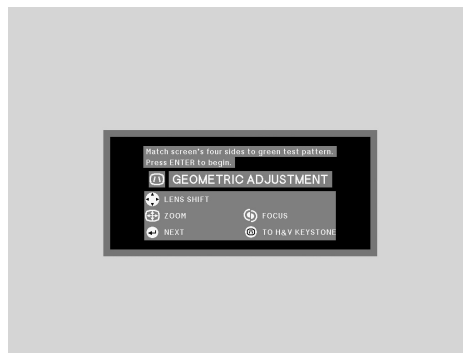 Match screen's four sides to green test pattern.
Press ENTER to begin.
GEOMETRIC ADJUSTMENT
LENS SHIFT
ZOOM FOCUS
NEXT TO H&V KEYSTONE